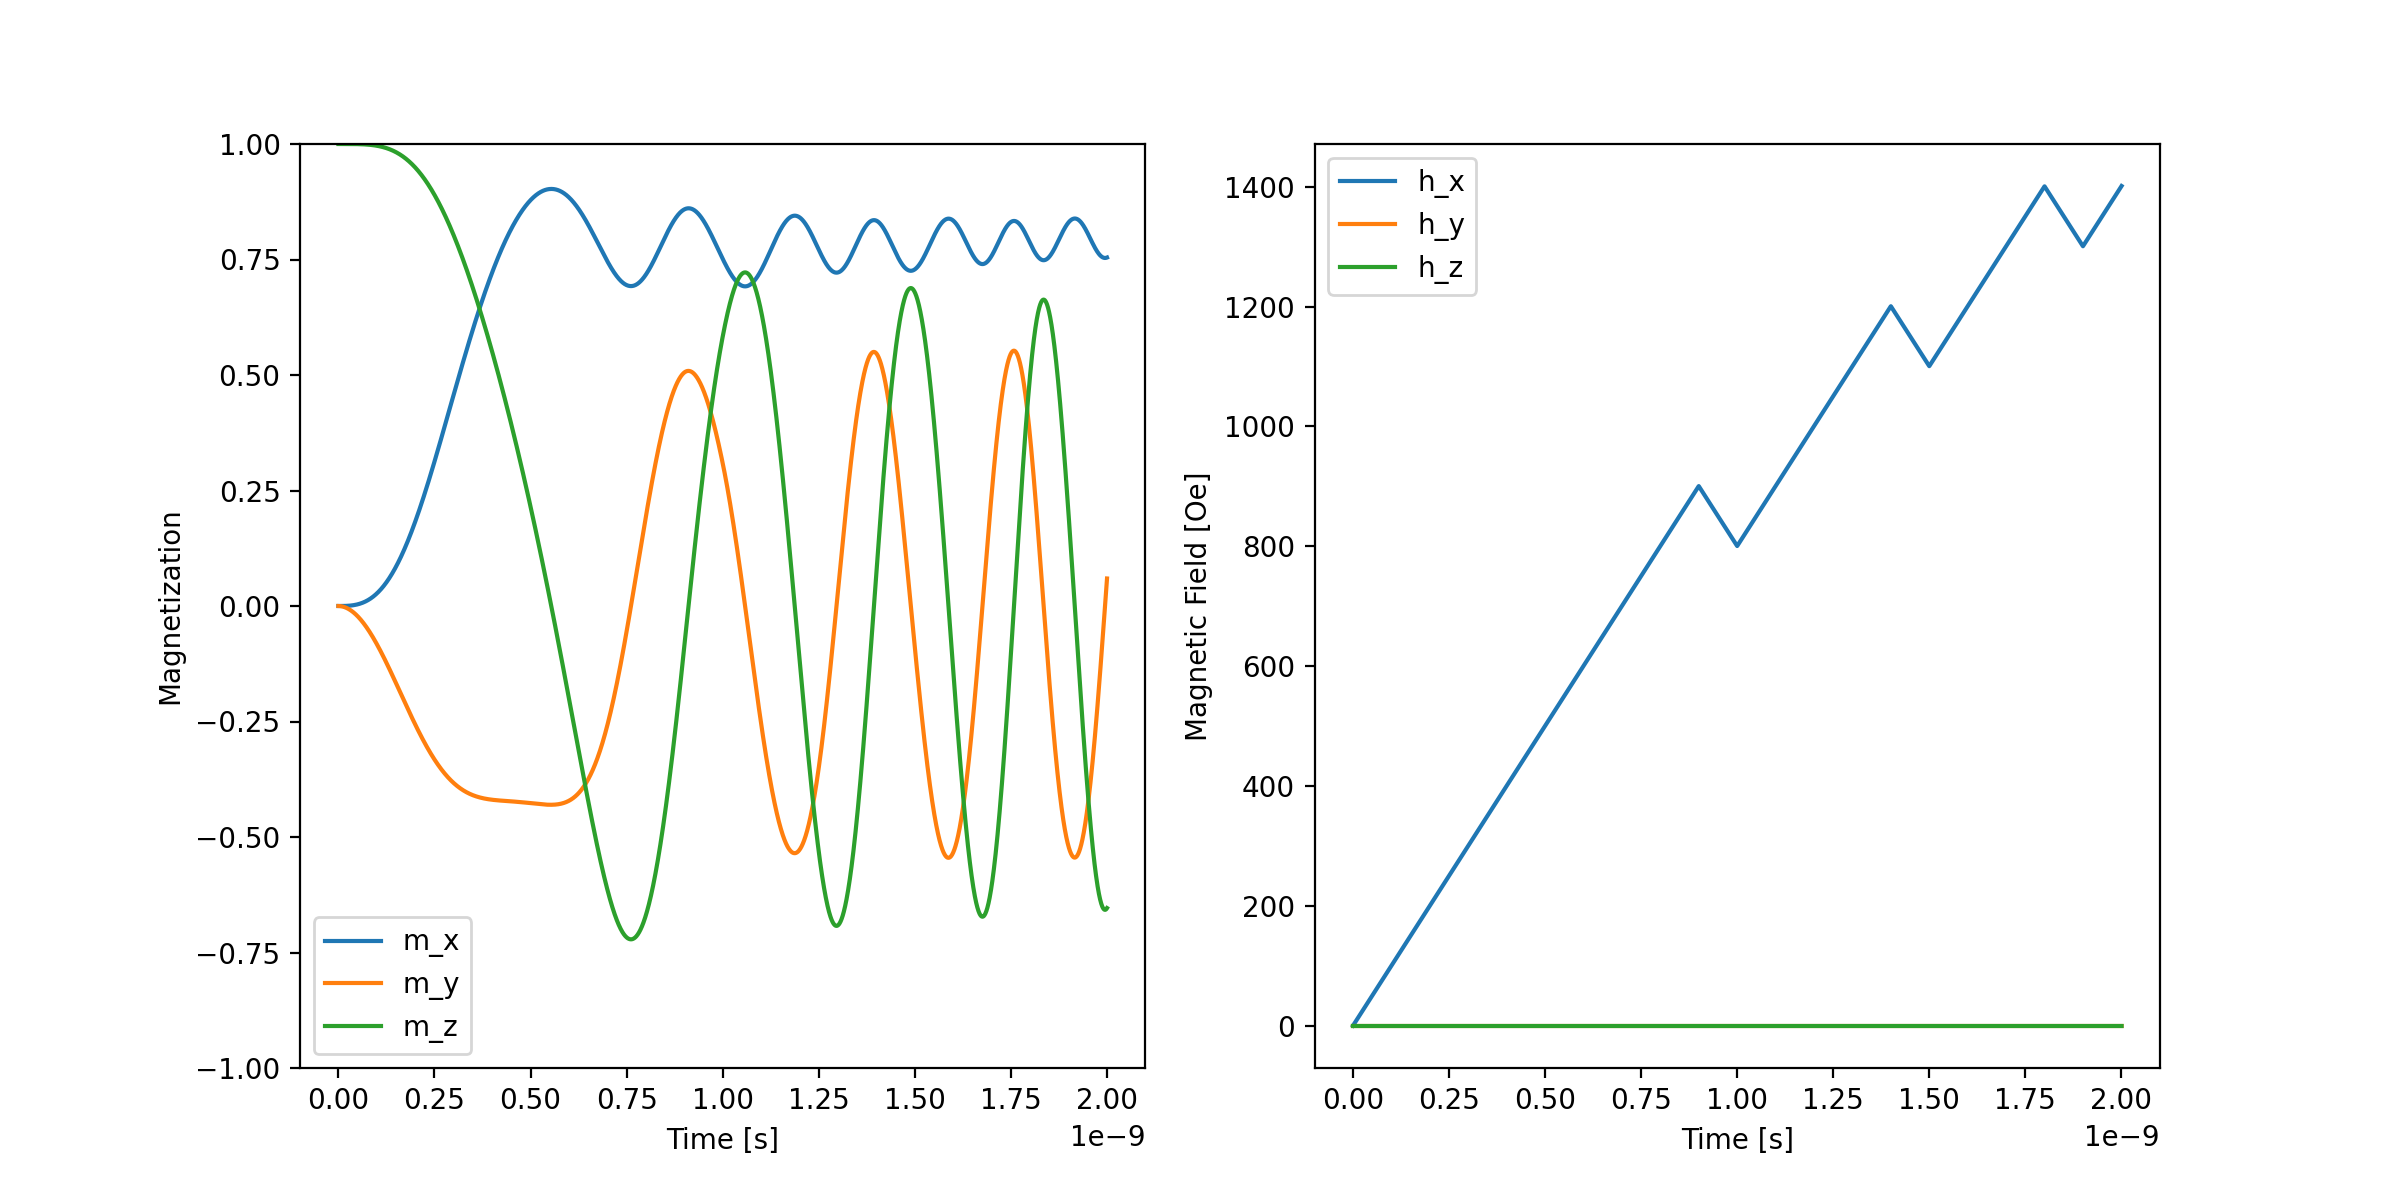 Magnetization
1.00
0.75
0.50
0.25
0.00
−0.25
−0.50
−0.75
−1.00
m_x
m_y
m_z
0.00 0.25 0.50 0.75 1.00 1.25 1.50 1.75 2.00
Time [s]
1e−9
Magnetic Field [Oe]
1400
1200
1000
800
600
400
200
0
h_x
h_y
h_z
0.00 0.25 0.50 0.75 1.00 1.25 1.50 1.75 2.00
Time [s]
1e−9